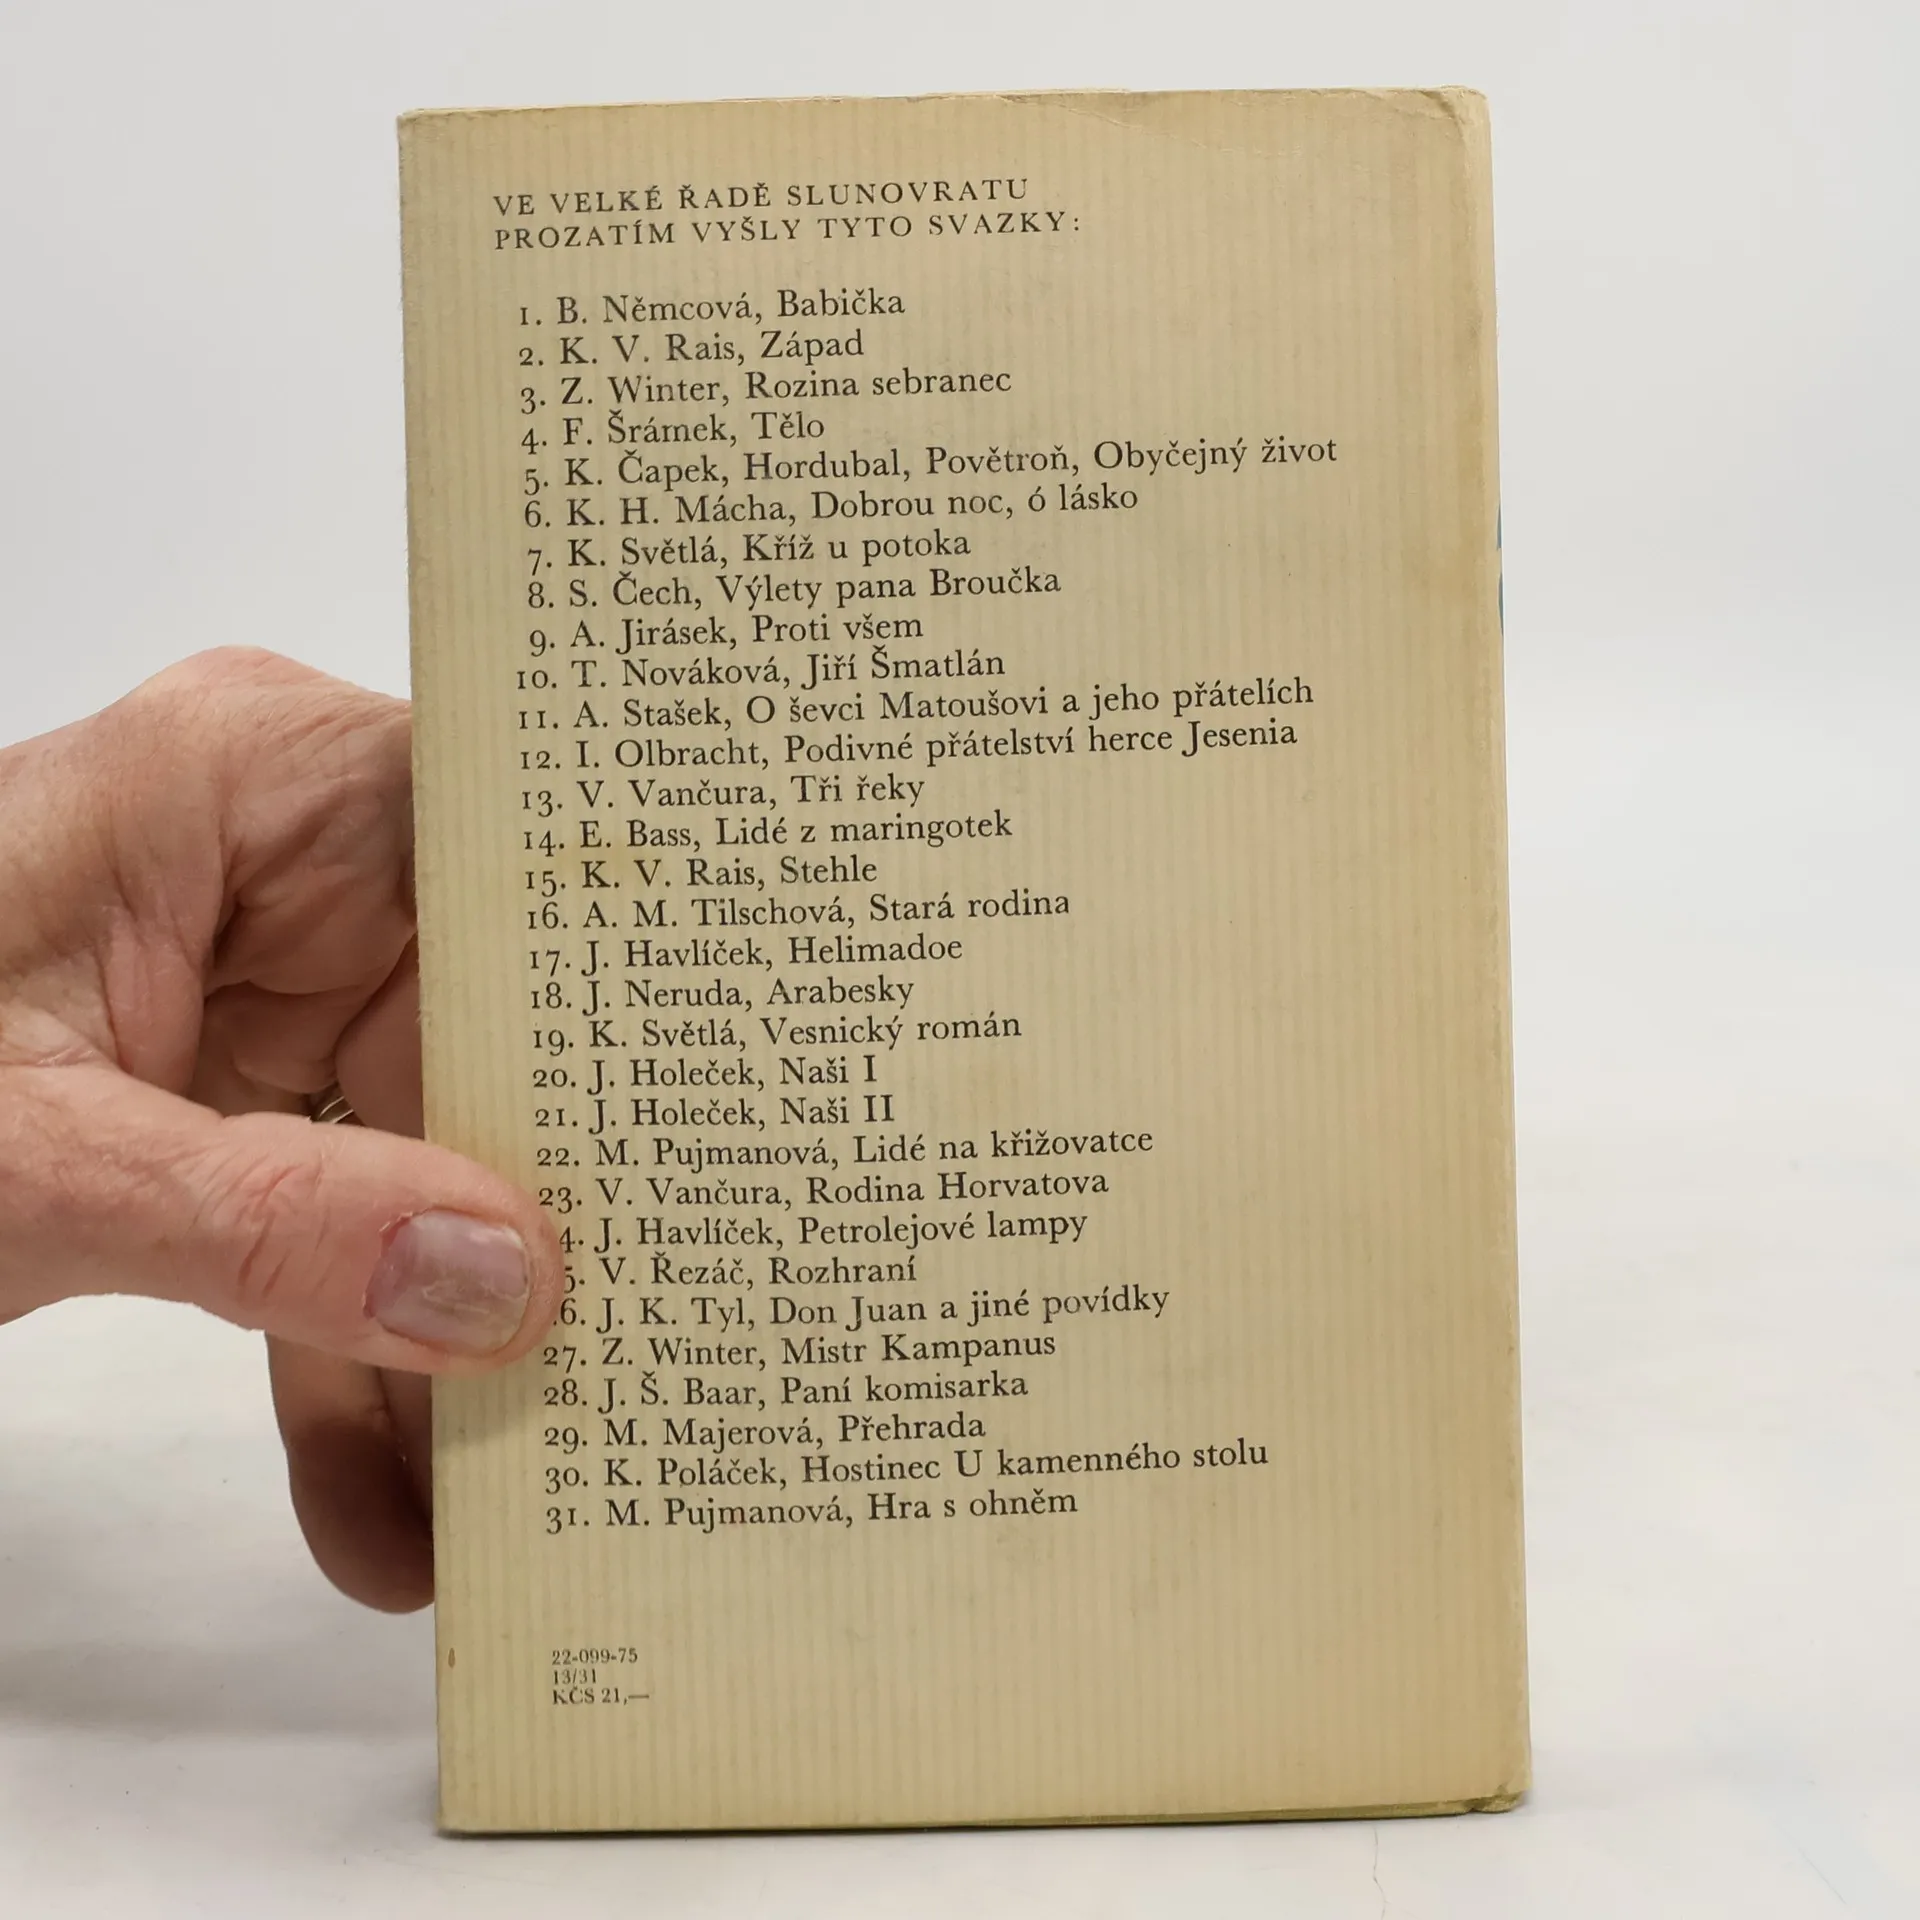 VE VELKÉ ŘADĚ SLUNOVRATU
PROZATÍM VYŠLY TYTO SVAZKY:
1. B. Němcová, Babička
2. K. V. Rais, Západ
3. Z. Winter, Rozina sebranec
4. F. Šrámek, Tělo
5. K. Čapek, Hordubal, Povětroň, Obyčejný život
6. K. H. Mácha, Dobrou noc, ó lásko
7. K. Světlá, Kříž u potoka
8. S. Čech, Výlety pana Broučka
9. A. Jirásek, Proti všem
10. T. Nováková, Jiří Šmatlán
11. A. Stašek, O ševci Matoušovi a jeho přátelích
12. I. Olbracht, Podivné přátelství herce Jesenia
13. V. Vančura, Tři řeky
14. E. Bass, Lidé z maringotek
15. K. V. Rais, Stehle
16. A. M. Tilschová, Stará rodina
17. J. Havlíček, Helimadoe
18. J. Neruda, Arabesky
19. K. Světlá, Vesnický román
20. J. Holeček, Naši I
21. J. Holeček, Naši II
22. M. Pujmanová, Lidé na křižovatce
23. V. Vančura, Rodina Horvatova
4. J. Havlíček, Petrolejové lampy
5. V. Řezáč, Rozhraní
6. J. K. Tyl, Don Juan a jiné povídky
27. Z. Winter, Mistr Kampanus
28. J. Š. Baar, Paní komisarka
29. M. Majerová, Přehrada
30. K. Poláček, Hostinec U kamenného stolu
31. M. Pujmanová, Hra s ohněm
22-099-75
13/31
KČS 21,—